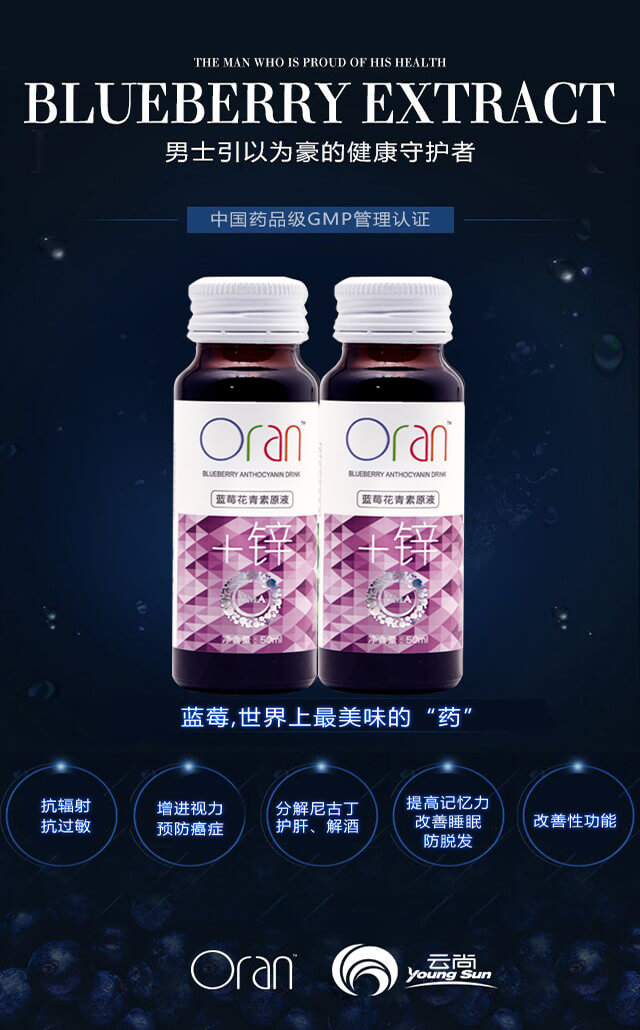 THE MAN WHO IS PROUD OF HIS HEALTH
BLUEBERRY EXTRACT
男士引以为豪的健康守护者
中国药品级GMP管理认证
Oran™
BLUEBERRY ANTHOCYANIN DRINK
蓝莓花青素原液
+锌
VMA
净含量：50ml
Oran™
BLUEBERRY ANTHOCYANIN DRINK
蓝莓花青素原液
+锌
VMA
净含量：50ml
蓝莓,世界上最美味的“药”
抗辐射
抗过敏
增进视力
预防癌症
分解尼古丁
护肝、解酒
提高记忆力
改善睡眠
防脱发
改善性功能
Oran™
云尚
Young Sun